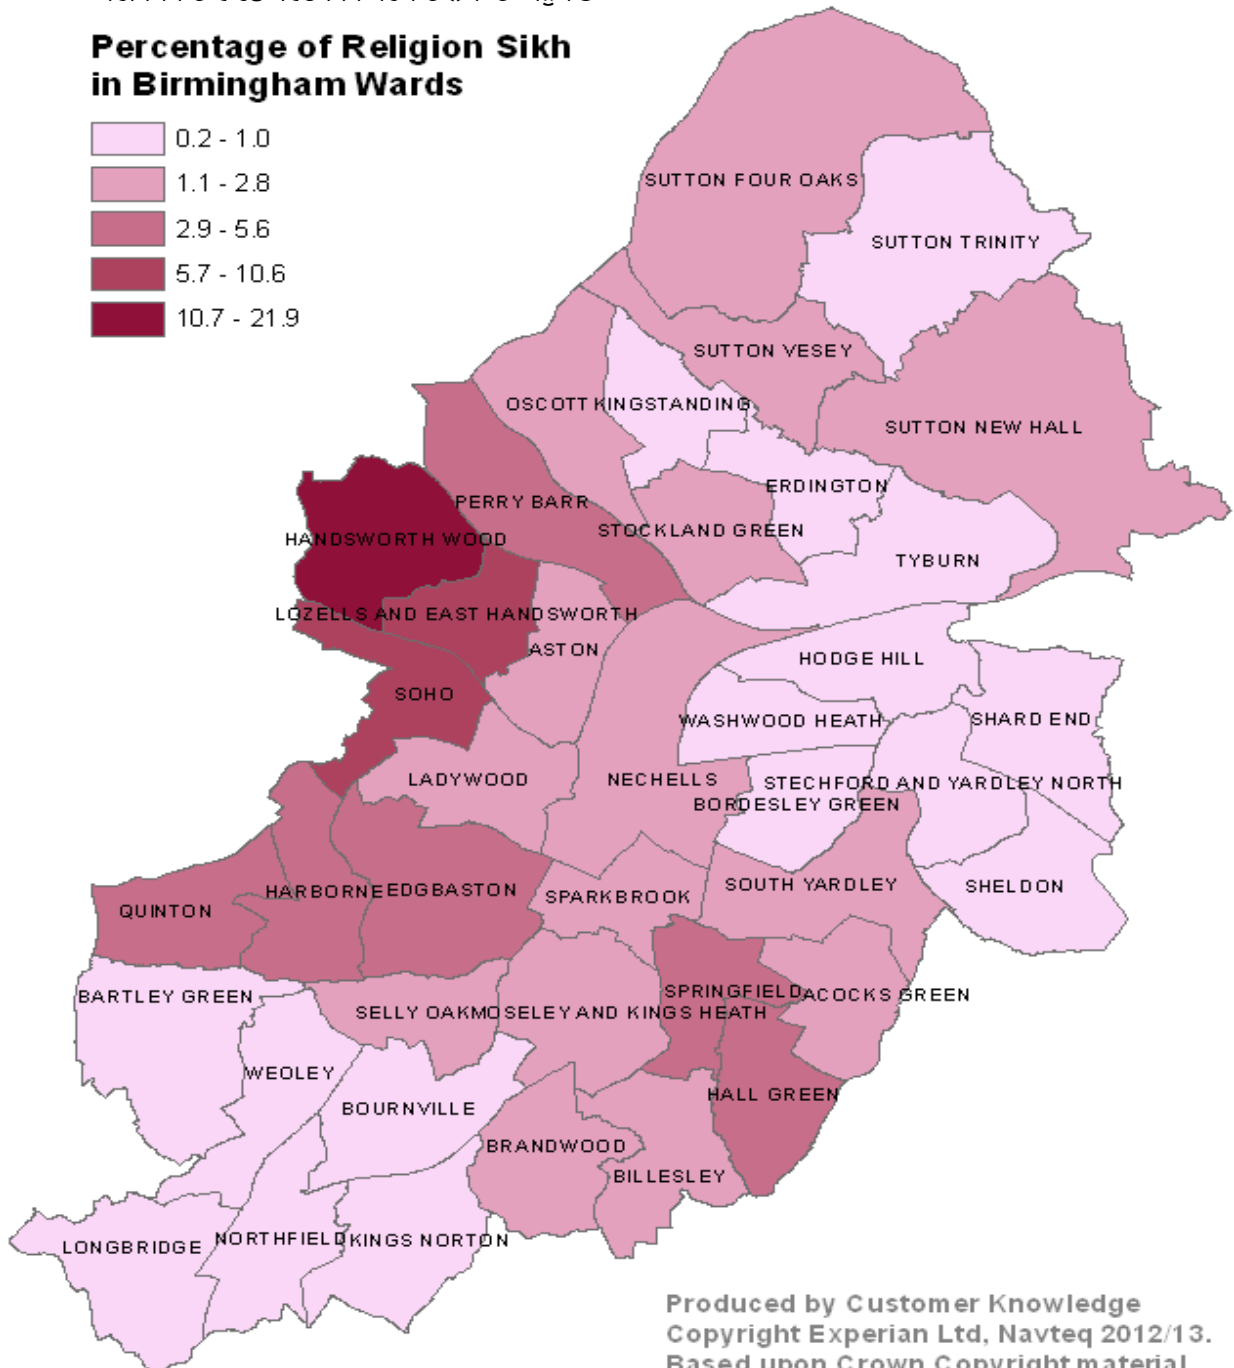 Percentage of Religion Sikh
in Birmingham Wards
0.2 - 1.0
1.1 - 2.8
2.9 - 5.6
5.7 - 10.6
10.7 - 21.9
SUTTON FOUR OAKS
SUTTON TRINITY
SUTTON VESEY
OSCOTT KINGSTANDING
SUTTON NEW HALL
ERDINGTON
PERRY BARR
STOCKLAND GREEN
HANDSWORTH WOOD
TYBURN
LOZELLS AND EAST HANDSWORTH
ASTON
HODGE HILL
SOHO
WASHWOOD HEATH
SHARD END
LADYWOOD
NECHELLS
STECHFORD AND YARDLEY NORTH
BORDESLEY GREEN
HARBORNE
EDGBASTON
SPARKBROOK
SOUTH YARDLEY
SHELDON
QUINTON
BARTLEY GREEN
SPRINGFIELD
ACOCKS GREEN
SELLY OAK
MOSELEY AND KINGS HEATH
WEOLEY
BOURNVILLE
HALL GREEN
BRANDWOOD
BILLESLEY
LONGBRIDGE
NORTHFIELD
KINGS NORTON
Produced by Customer Knowledge
Copyright Experian Ltd, Navteq 2012/13.
Based upon Crown Copyright material